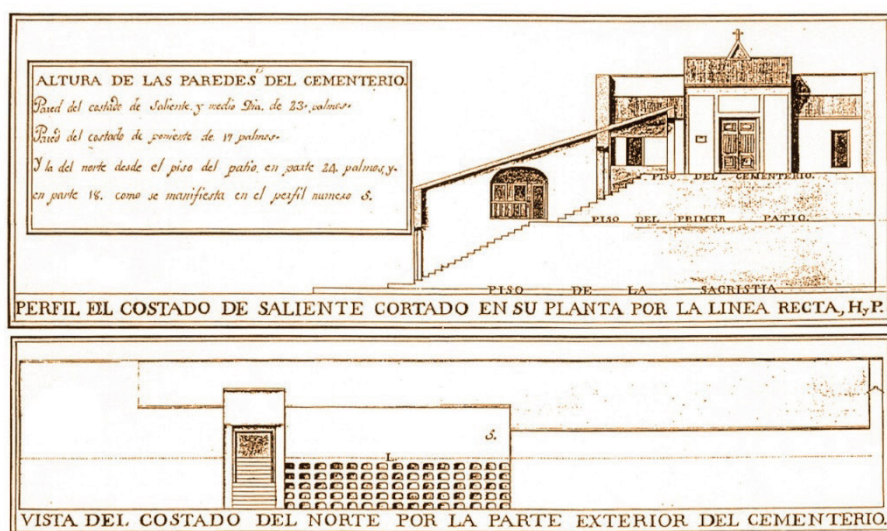 ALTURA DE LAS PAREDES DEL CEMENTERIO.
Pared del costado de Saliente, y medio Dia, de 23. palmos.
Pared del costado de poniente de 17 palmos.
Y la del norte desde el piso del patio, en parte 24. palmos, y.
en parte 18. como se manifiesta en el perfil numero 5.
PISO DEL CEMENTERIO.
PISO DEL PRIMER PATIO.
PISO DE LA SACRISTIA
PERFIL EL COSTADO DE SALIENTE CORTADO EN SU PLANTA POR LA LINEA RECTA, H, y P.
5.
L.
VISTA DEL COSTADO DEL NORTE POR LA PARTE EXTERIOR DEL CEMENTERIO